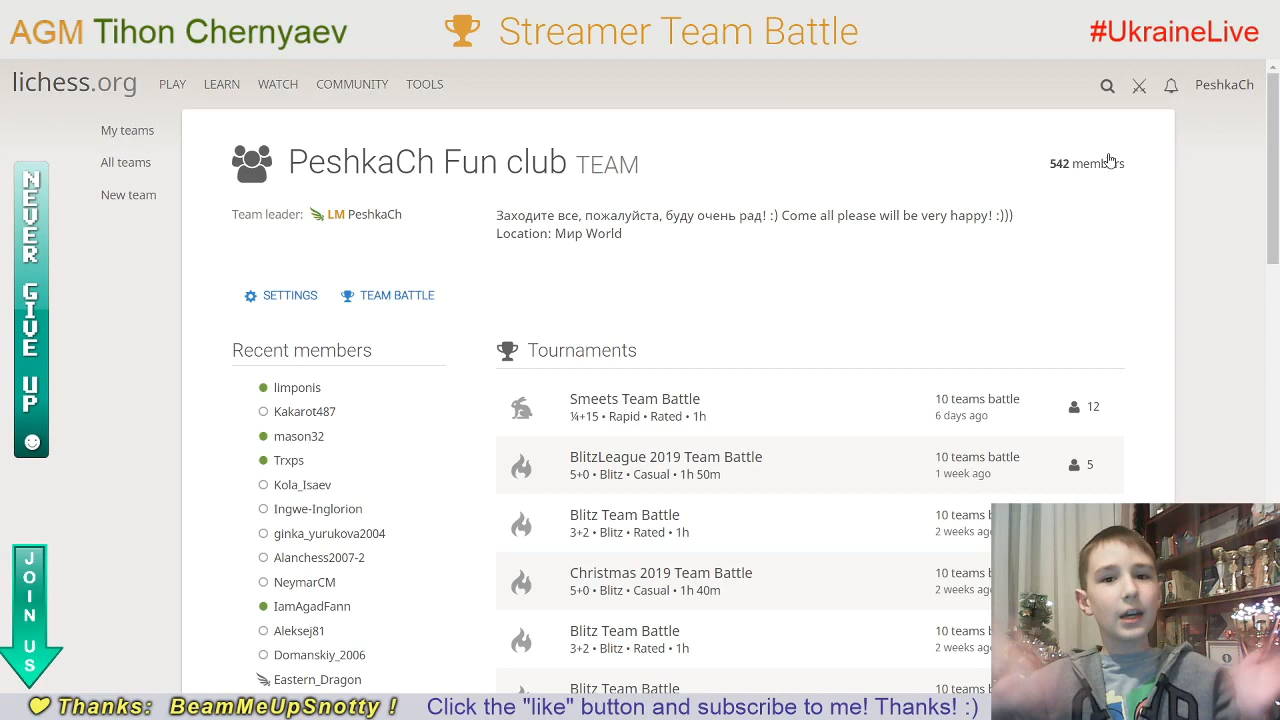 AGM Tihon Chernyaev
Streamer Team Battle
#UkraineLive
lichess.org
PLAY LEARN WATCH COMMUNITY TOOLS
PeshkaCh
My teams
All teams
New team
NEVER GIVE UP
JOIN US
PeshkaCh Fun club TEAM
542 members
Team leader: LM PeshkaCh
Заходите все, пожалуйста, буду очень рад! :) Come all please will be very happy! :)))
Location: Мир World
SETTINGS TEAM BATTLE
Recent members
limponis
Kakarot487
mason32
Trxps
Kola_Isaev
Ingwe-Inglorion
ginka_yurukova2004
Alanchess2007-2
NeymarCM
IamAgadFann
Aleksej81
Domanskiy_2006
Eastern_Dragon
Tournaments
Smeets Team Battle 10 teams battle
¼+15 • Rapid • Rated • 1h 6 days ago 12
BlitzLeague 2019 Team Battle 10 teams battle
5+0 • Blitz • Casual • 1h 50m 1 week ago 5
Blitz Team Battle 10 teams
3+2 • Blitz • Rated • 1h 2 weeks
Christmas 2019 Team Battle 10 teams
5+0 • Blitz • Casual • 1h 40m 2 weeks
Blitz Team Battle 10 teams
3+2 • Blitz • Rated • 1h 2 weeks
Blitz Team Battle 10 teams
Thanks: BeamMeUpSnotty !
Click the "like" button and subscribe to me! Thanks! :)